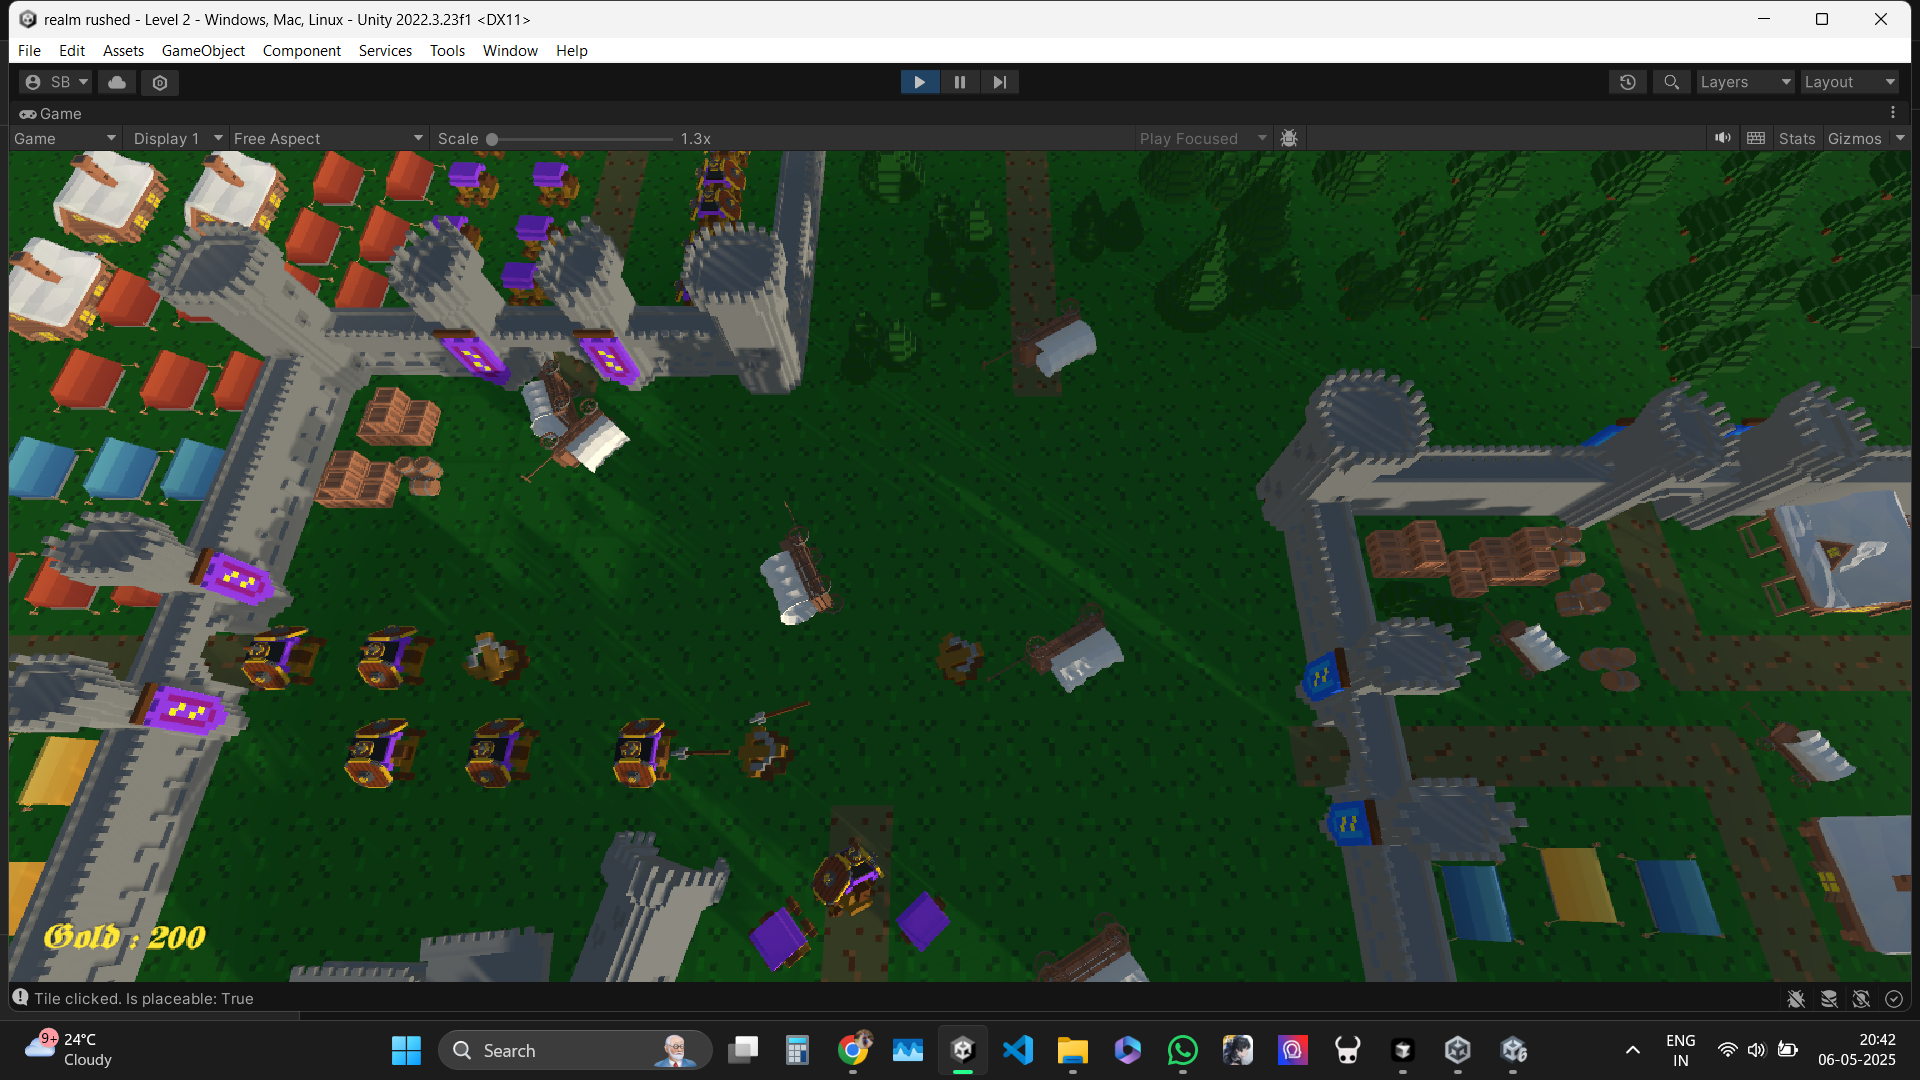 realm rushed - Level 2 - Windows, Mac, Linux - Unity 2022.3.23f1 <DX11>
File Edit Assets GameObject Component Services Tools Window Help
SB Layers Layout
Game
Game Display 1 Free Aspect Scale 1.3x Play Focused Stats Gizmos
Gold : 200
Tile clicked. Is placeable: True
9+ 24°C
Cloudy
Search
ENG
IN
20:42
06-05-2025